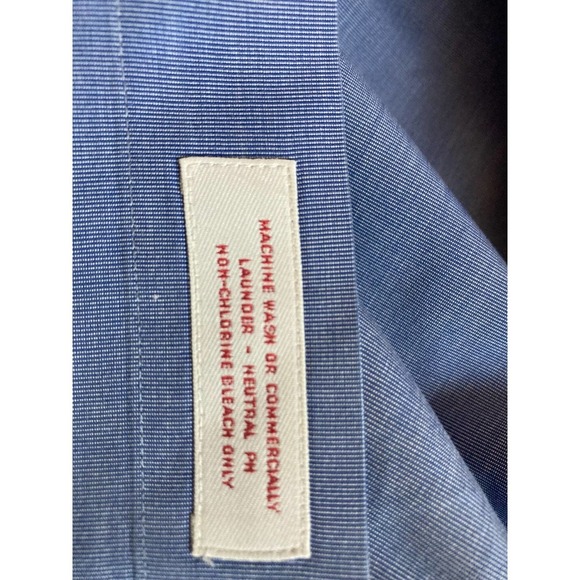 MACHINE WASH OR COMMERCIALLY
LAUNDER - NEUTRAL PH
NON-CHLORINE BLEACH ONLY